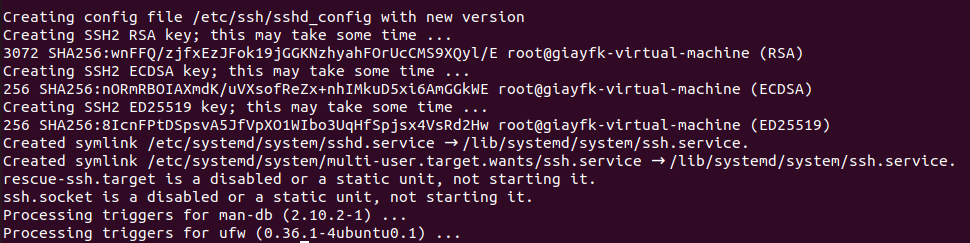 Creating config file /etc/ssh/sshd_config with new version
Creating SSH2 RSA key; this may take some time ...
3072 SHA256:wnFFQ/zjfxEzJFok19jGGKNzhyahFOrUcCMS9XQyl/E root@giayfk-virtual-machine (RSA)
Creating SSH2 ECDSA key; this may take some time ...
256 SHA256:nORmRBOIAXmdK/uVXsofReZx+nhIMkuD5xi6AmGGkWE root@giayfk-virtual-machine (ECDSA)
Creating SSH2 ED25519 key; this may take some time ...
256 SHA256:8IcnFPtDSpsvA5JfVpXO1WIbo3UqHfSpjsx4VsRd2Hw root@giayfk-virtual-machine (ED25519)
Created symlink /etc/systemd/system/sshd.service → /lib/systemd/system/ssh.service.
Created symlink /etc/systemd/system/multi-user.target.wants/ssh.service → /lib/systemd/system/ssh.service.
rescue-ssh.target is a disabled or a static unit, not starting it.
ssh.socket is a disabled or a static unit, not starting it.
Processing triggers for man-db (2.10.2-1) ...
Processing triggers for ufw (0.36.1-4ubuntu0.1) ...